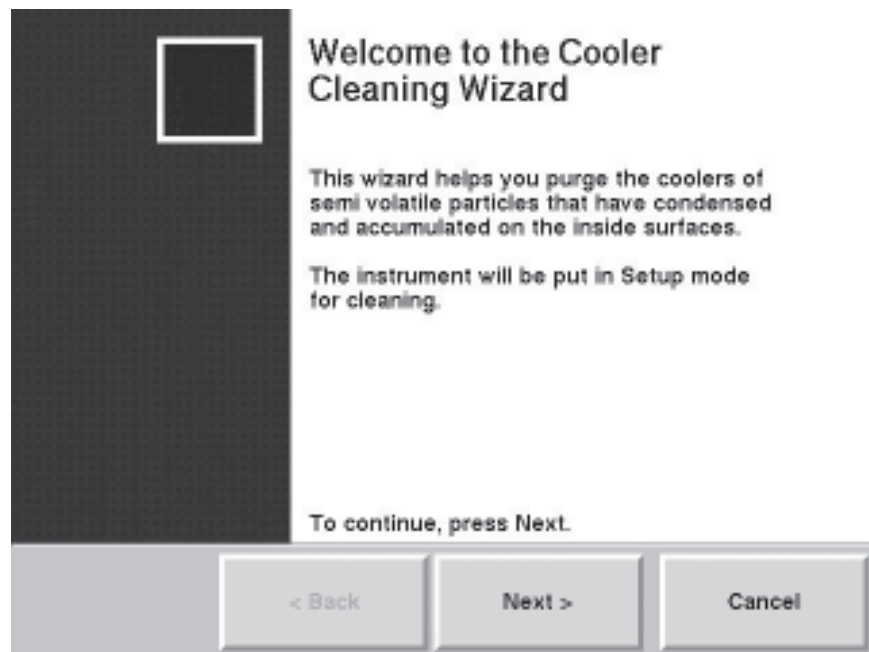 Welcome to the Cooler
Cleaning Wizard
This wizard helps you purge the coolers of
semi volatile particles that have condensed
and accumulated on the inside surfaces.
The instrument will be put in Setup mode
for cleaning.
To continue, press Next.
< Back
Next >
Cancel